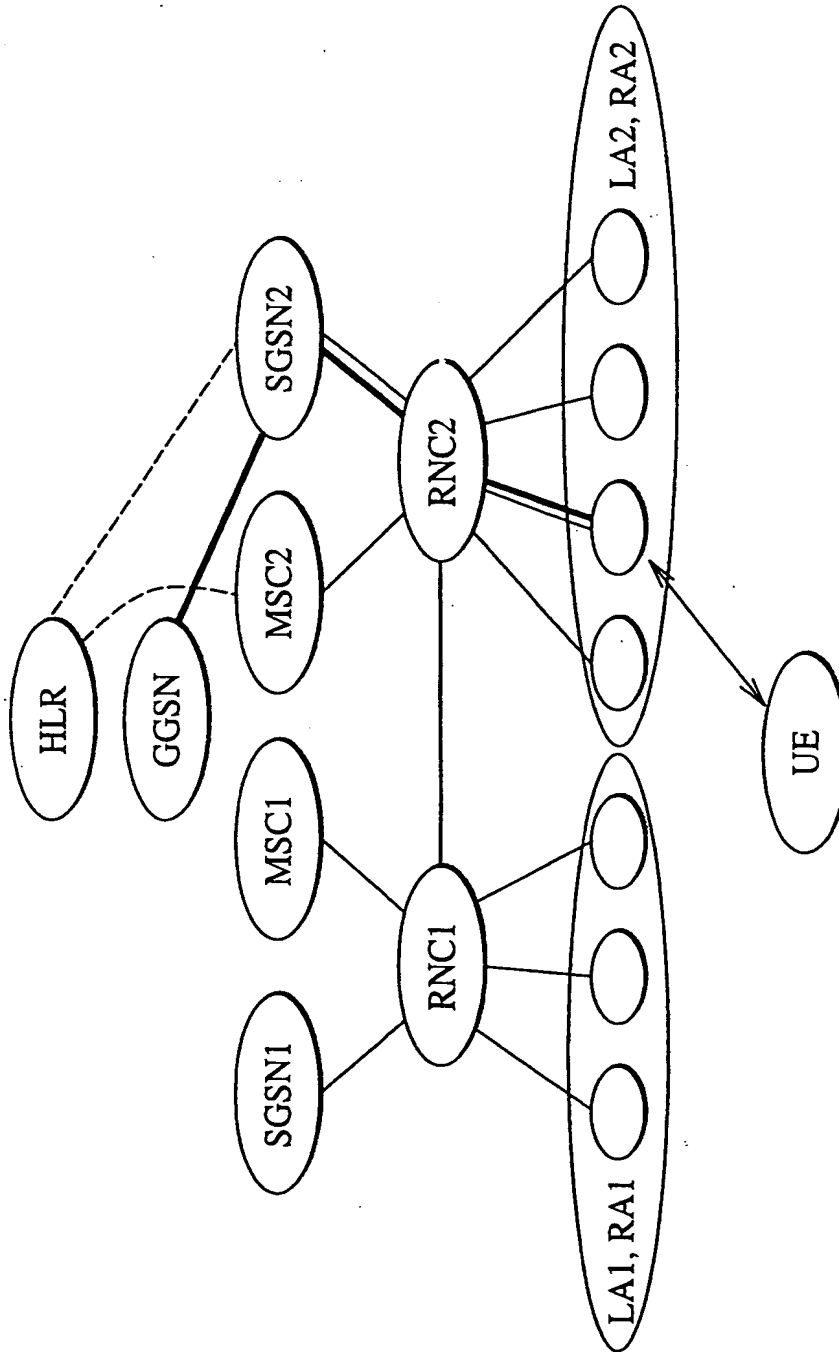 HLR
GGSN
SGSN1
MSC1
MSC2
SGSN2
RNC1
RNC2
LA1, RA1
LA2, RA2
UE